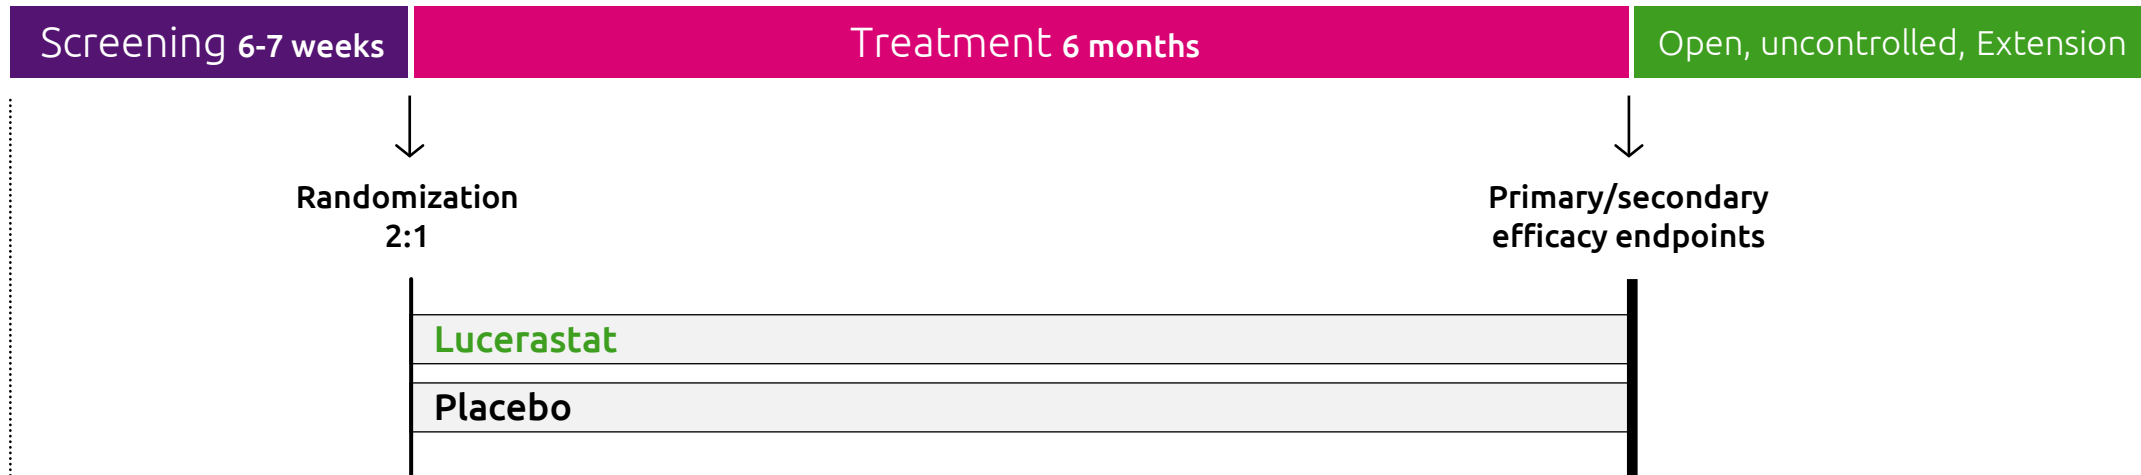 Screening 6-7 weeks
Treatment 6 months
Open, uncontrolled, Extension
Randomization
2:1
Primary/secondary
efficacy endpoints
Lucerastat
Placebo